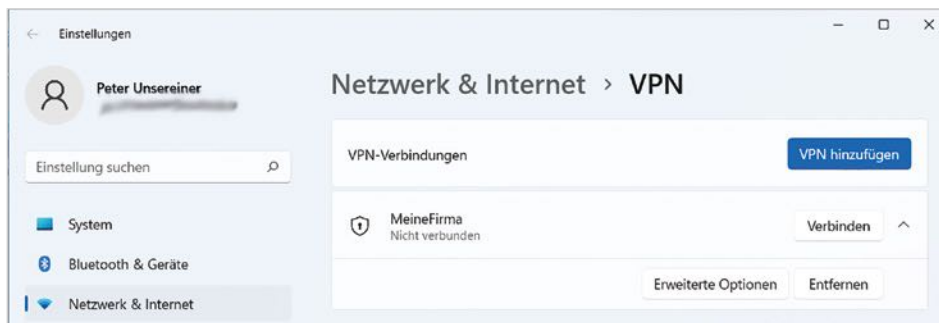 Einstellungen
Peter Unsereiner
Einstellung suchen
System
Bluetooth & Geräte
Netzwerk & Internet
Netzwerk & Internet › VPN
VPN-Verbindungen
VPN hinzufügen
MeineFirma
Nicht verbunden
Verbinden
Erweiterte Optionen
Entfernen